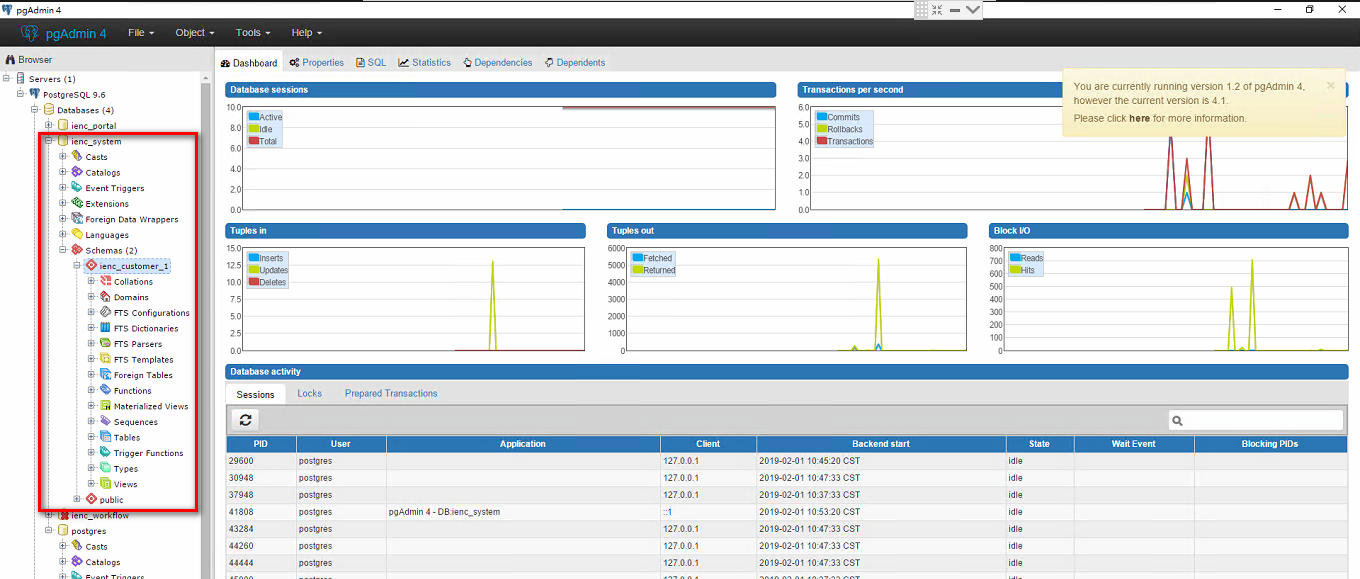 pgAdmin 4
pgAdmin 4 File Object Tools Help
Browser
Servers (1)
PostgreSQL 9.6
Databases (4)
ienc_portal
ienc_system
Casts
Catalogs
Event Triggers
Extensions
Foreign Data Wrappers
Languages
Schemas (2)
ienc_customer_1
Collations
Domains
FTS Configurations
FTS Dictionaries
FTS Parsers
FTS Templates
Foreign Tables
Functions
Materialized Views
Sequences
Tables
Trigger Functions
Types
Views
public
ienc_workflow
postgres
Casts
Catalogs
Event Triggers
Dashboard Properties SQL Statistics Dependencies Dependents
Database sessions
10.0
8.0
6.0
4.0
2.0
0.0
Active
Idle
Total
Transactions per second
6.0
5.0
4.0
3.0
2.0
1.0
0.0
Commits
Rollbacks
Transactions
You are currently running version 1.2 of pgAdmin 4,
however the current version is 4.1.
Please click here for more information.
×
Tuples in
15.0
12.5
10.0
7.5
5.0
2.5
0.0
Inserts
Updates
Deletes
Tuples out
6000
5000
4000
3000
2000
1000
0
Fetched
Returned
Block I/O
800
700
600
500
400
300
200
100
0
Reads
Hits
Database activity
Sessions Locks Prepared Transactions
PID User Application Client Backend start State Wait Event Blocking PIDs
29600 postgres 127.0.0.1 2019-02-01 10:45:20 CST idle
30948 postgres 127.0.0.1 2019-02-01 10:47:33 CST idle
37948 postgres 127.0.0.1 2019-02-01 10:37:33 CST idle
41808 postgres pgAdmin 4 - DB:ienc_system ::1 2019-02-01 10:53:20 CST idle
43284 postgres 127.0.0.1 2019-02-01 10:47:33 CST idle
44260 postgres 127.0.0.1 2019-02-01 10:47:33 CST idle
44444 postgres 127.0.0.1 2019-02-01 10:47:33 CST idle
postgres 127.0.0.1 2019-02-01 10:37:33 CST idle